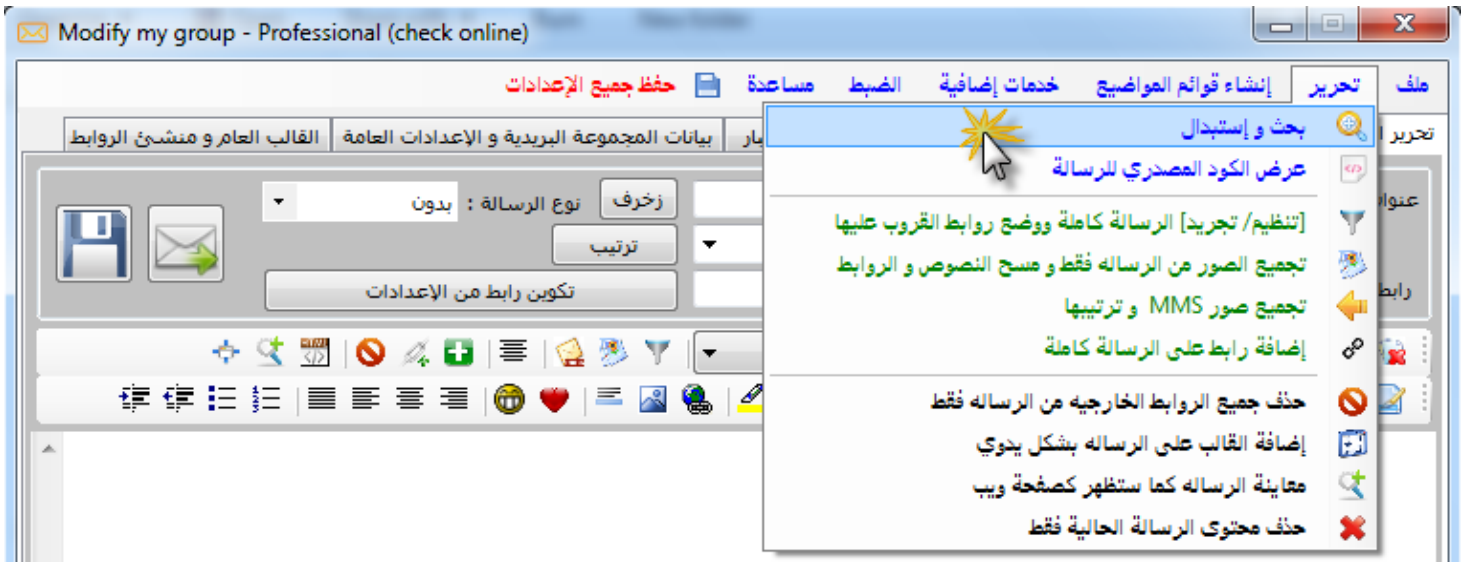 Modify my group - Professional (check online)
ملف تحرير إنشاء قوائم المواضيع خدمات إضافية الضبط مساعدة حفظ جميع الإعدادات
تحرير
بيانات المجموعة البريدية و الإعدادات العامة
القالب العام و منشئ الروابط
بحث و إستبدال
عرض الكود المصدري للرسالة
[تنظيم/ تجريد] الرسالة كاملة ووضع روابط القروب عليها
تجميع الصور من الرساله فقط و مسح النصوص و الروابط
تجميع صور MMS و ترتيبها
إضافة رابط على الرسالة كاملة
حذف جميع الروابط الخارجيه من الرساله فقط
إضافة القالب على الرساله بشكل يدوي
معاينة الرساله كما ستظهر كصفحة ويب
حذف محتوى الرسالة الحالية فقط
زخرف نوع الرسالة : بدون
ترتيب
تكوين رابط من الإعدادات